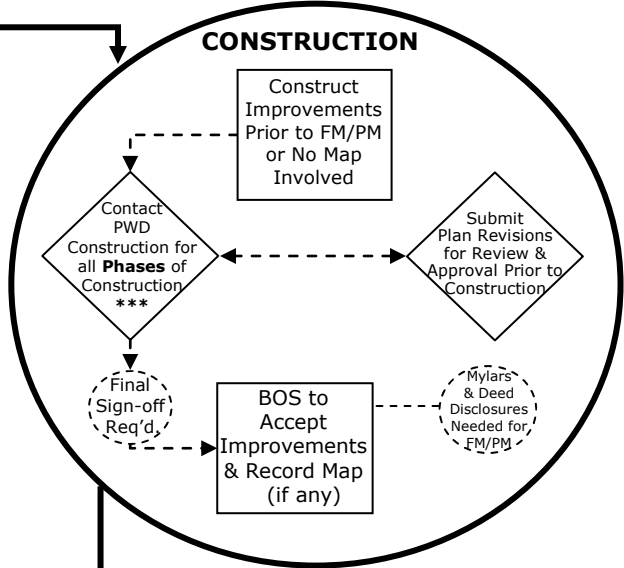 CONSTRUCTION
Construct
Improvements
Prior to FM/PM
or No Map
Involved
Contact
PWD
Construction for
all Phases of
Construction
***
Submit
Plan Revisions
for Review &
Approval Prior to
Construction
Final
Sign-off
Req'd.
BOS to
Accept
Improvements
& Record Map
(if any)
Mylars
& Deed
Disclosures
Needed for
FM/PM